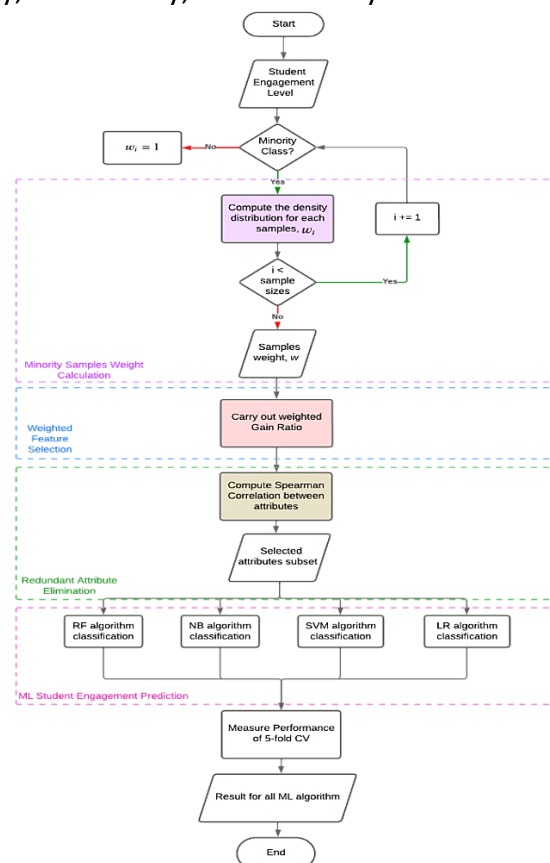 Start
Student
Engagement
Level
Minority
Class?
No
w_i = 1
Yes
Compute the density
distribution for each
samples, w_i
i += 1
i <
sample
sizes
Yes
No
Samples
weight, w
Minority Samples Weight
Calculation
Carry out weighted
Gain Ratio
Weighted
Feature
Selection
Compute Spearman
Correlation between
attributes
Selected
attributes subset
Redundant Attribute
Elimination
RF algorithm
classification
NB algorithm
classification
SVM algorithm
classification
LR algorithm
classification
ML Student Engagement Prediction
Measure Performance
of 5-fold CV
Result for all ML algorithm
End